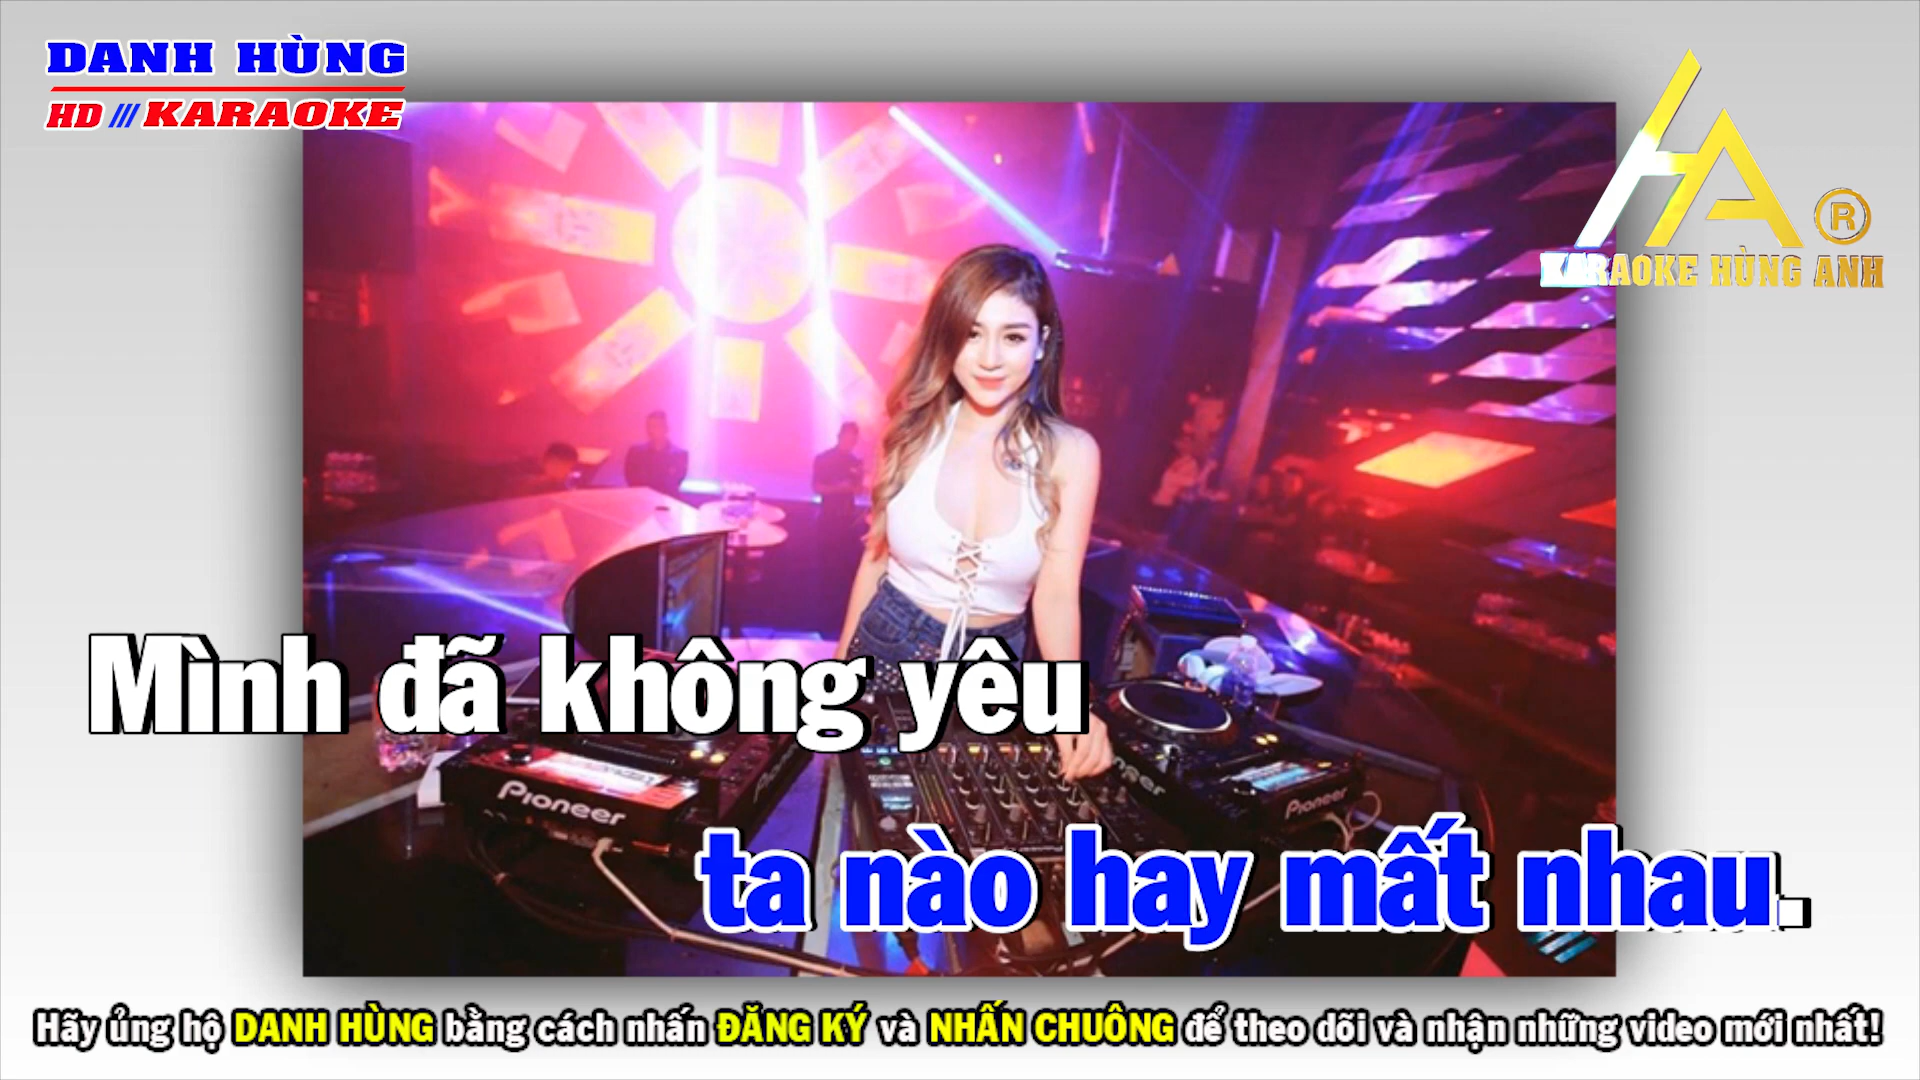 DANH HÙNG
HD /// KARAOKE
HA ®
KARAOKE HÙNG ANH
Mình đã không yêu
Pioneer
Pioneer
ta nào hay mất nhau.
Hãy ủng hộ DANH HÙNG bằng cách nhấn ĐĂNG KÝ và NHẤN CHUÔNG để theo dõi và nhận những video mới nhất!